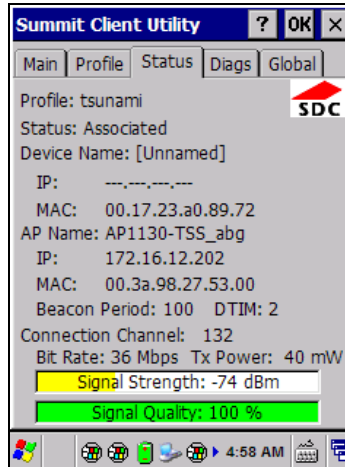 Summit Client Utility ? OK ×
Main Profile Status Diags Global
Profile: tsunami
SDC
Status: Associated
Device Name: [Unnamed]
IP: ---.---.---.---
MAC: 00.17.23.a0.89.72
AP Name: AP1130-TSS_abg
IP: 172.16.12.202
MAC: 00.3a.98.27.53.00
Beacon Period: 100 DTIM: 2
Connection Channel: 132
Bit Rate: 36 Mbps Tx Power: 40 mW
Signal Strength: -74 dBm
Signal Quality: 100 %
4:58 AM